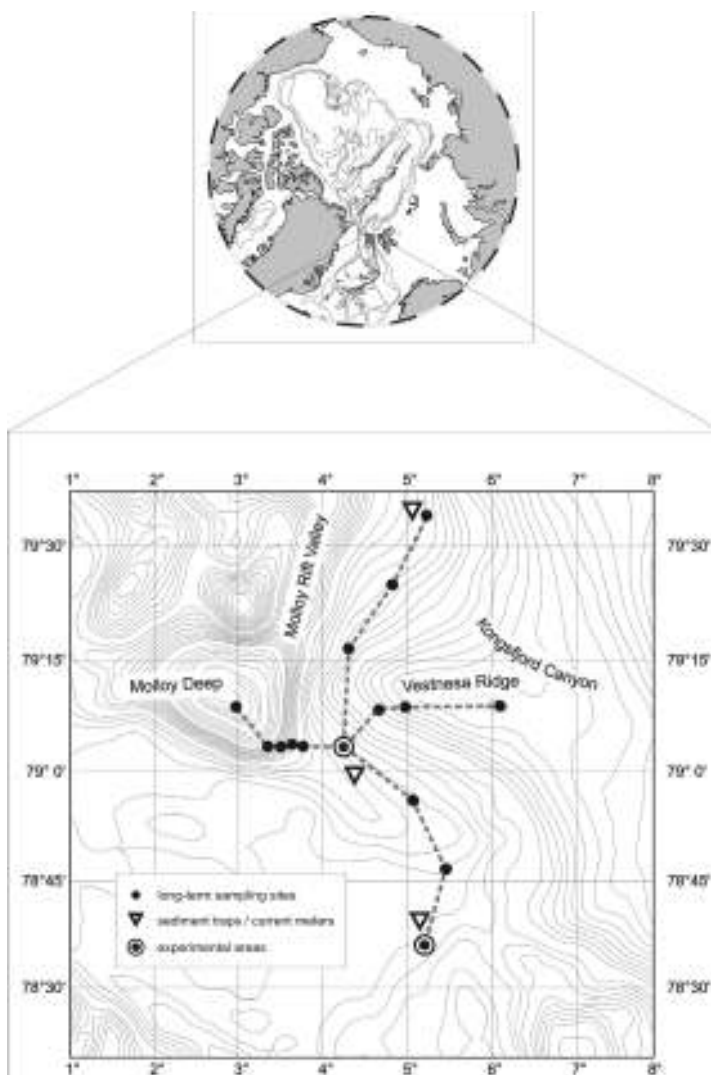 1° 2° 3° 4° 5° 6° 7° 8°
79°30'
79°30'
Molloy Rift Valley
Kongsfjord Canyon
79°15'
79°15'
Molloy Deep
Vestnesa Ridge
79° 0'
79° 0'
78°45'
78°45'
long-term sampling sites
sediment traps / current meters
experimental areas
78°30'
78°30'
1° 2° 3° 4° 5° 6° 7° 8°